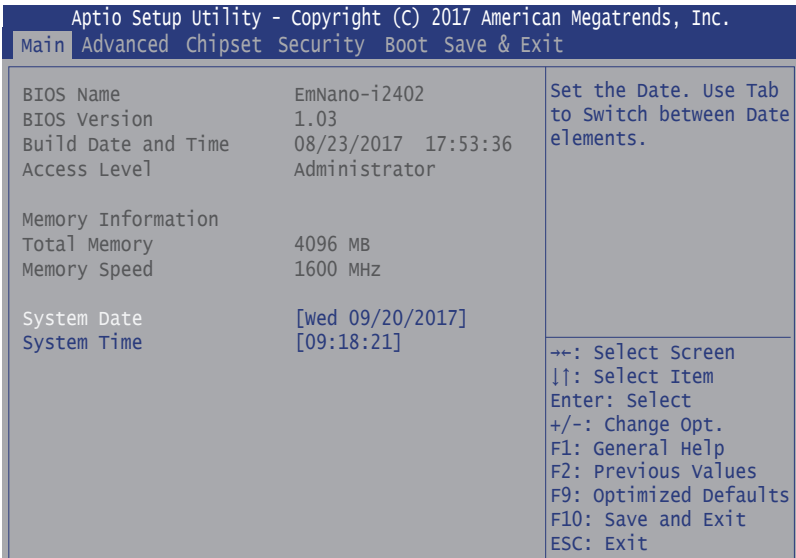 Aptio Setup Utility - Copyright (C) 2017 American Megatrends, Inc.
Main Advanced Chipset Security Boot Save & Exit
BIOS Name EmNano-i2402
BIOS Version 1.03
Build Date and Time 08/23/2017 17:53:36
Access Level Administrator
Memory Information
Total Memory 4096 MB
Memory Speed 1600 MHz
System Date [Wed 09/20/2017]
System Time [09:18:21]
Set the Date. Use Tab
to Switch between Date
elements.
→←: Select Screen
↓↑: Select Item
Enter: Select
+/-: Change Opt.
F1: General Help
F2: Previous Values
F9: Optimized Defaults
F10: Save and Exit
ESC: Exit